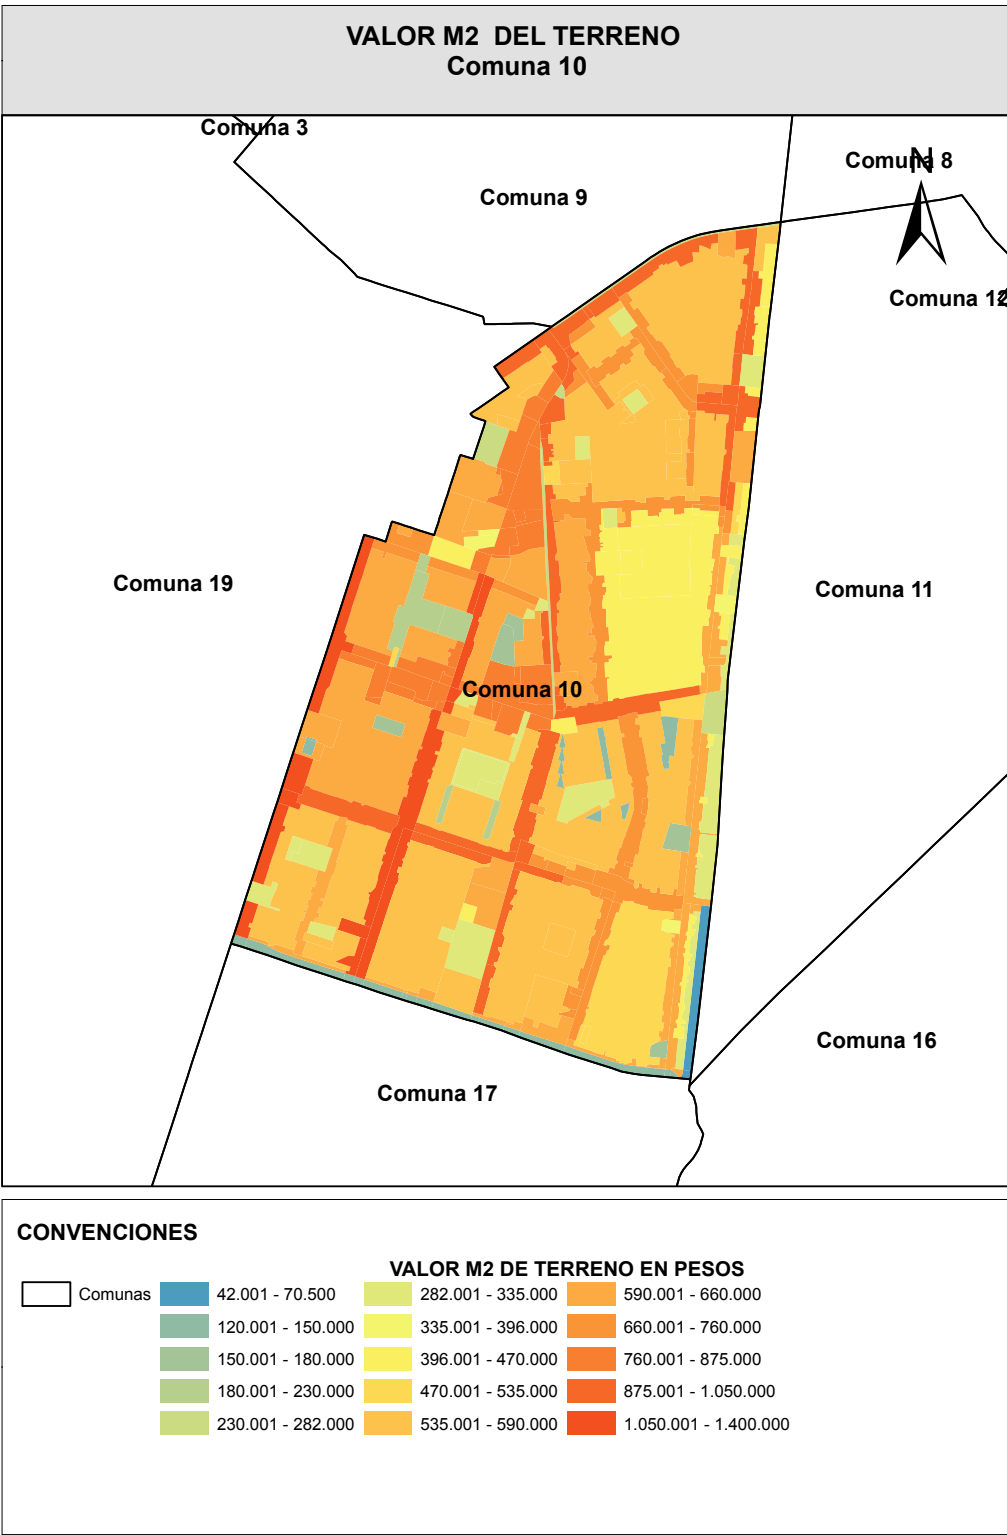 VALOR M2 DEL TERRENO
Comuna 10
Comuna 3
Comuna 8
N
Comuna 9
Comuna 12
Comuna 19
Comuna 11
Comuna 10
Comuna 16
Comuna 17
CONVENCIONES
VALOR M2 DE TERRENO EN PESOS
Comunas
42.001 - 70.500
120.001 - 150.000
150.001 - 180.000
180.001 - 230.000
230.001 - 282.000
282.001 - 335.000
335.001 - 396.000
396.001 - 470.000
470.001 - 535.000
535.001 - 590.000
590.001 - 660.000
660.001 - 760.000
760.001 - 875.000
875.001 - 1.050.000
1.050.001 - 1.400.000